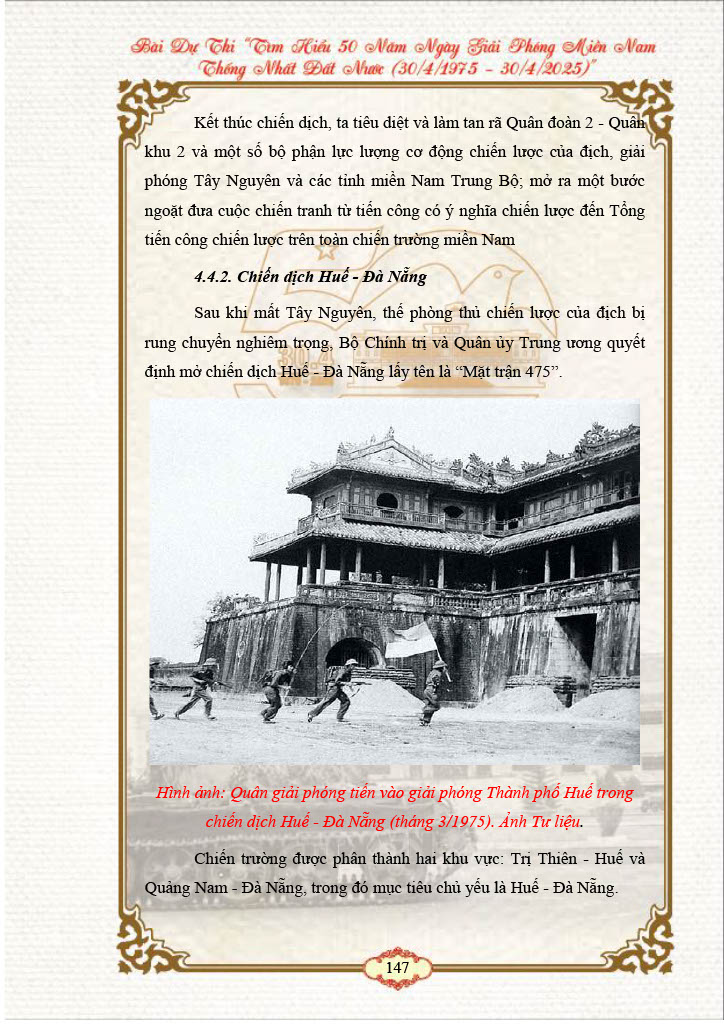 Bài Dự Thi “Tìm Hiểu 50 Năm Ngày Giải Phóng Miền Nam
Thống Nhất Đất Nước (30/4/1975 – 30/4/2025)”
Kết thúc chiến dịch, ta tiêu diệt và làm tan rã Quân đoàn 2 - Quân
khu 2 và một số bộ phận lực lượng cơ động chiến lược của địch, giải
phóng Tây Nguyên và các tỉnh miền Nam Trung Bộ; mở ra một bước
ngoặt đưa cuộc chiến tranh từ tiến công có ý nghĩa chiến lược đến Tổng
tiến công chiến lược trên toàn chiến trường miền Nam
4.4.2. Chiến dịch Huế - Đà Nẵng
Sau khi mất Tây Nguyên, thế phòng thủ chiến lược của địch bị
rung chuyển nghiêm trọng, Bộ Chính trị và Quân ủy Trung ương quyết
định mở chiến dịch Huế - Đà Nẵng lấy tên là “Mặt trận 475”.
Hình ảnh: Quân giải phóng tiến vào giải phóng Thành phố Huế trong
chiến dịch Huế - Đà Nẵng (tháng 3/1975). Ảnh Tư liệu.
Chiến trường được phân thành hai khu vực: Trị Thiên - Huế và
Quảng Nam - Đà Nẵng, trong đó mục tiêu chủ yếu là Huế - Đà Nẵng.
147